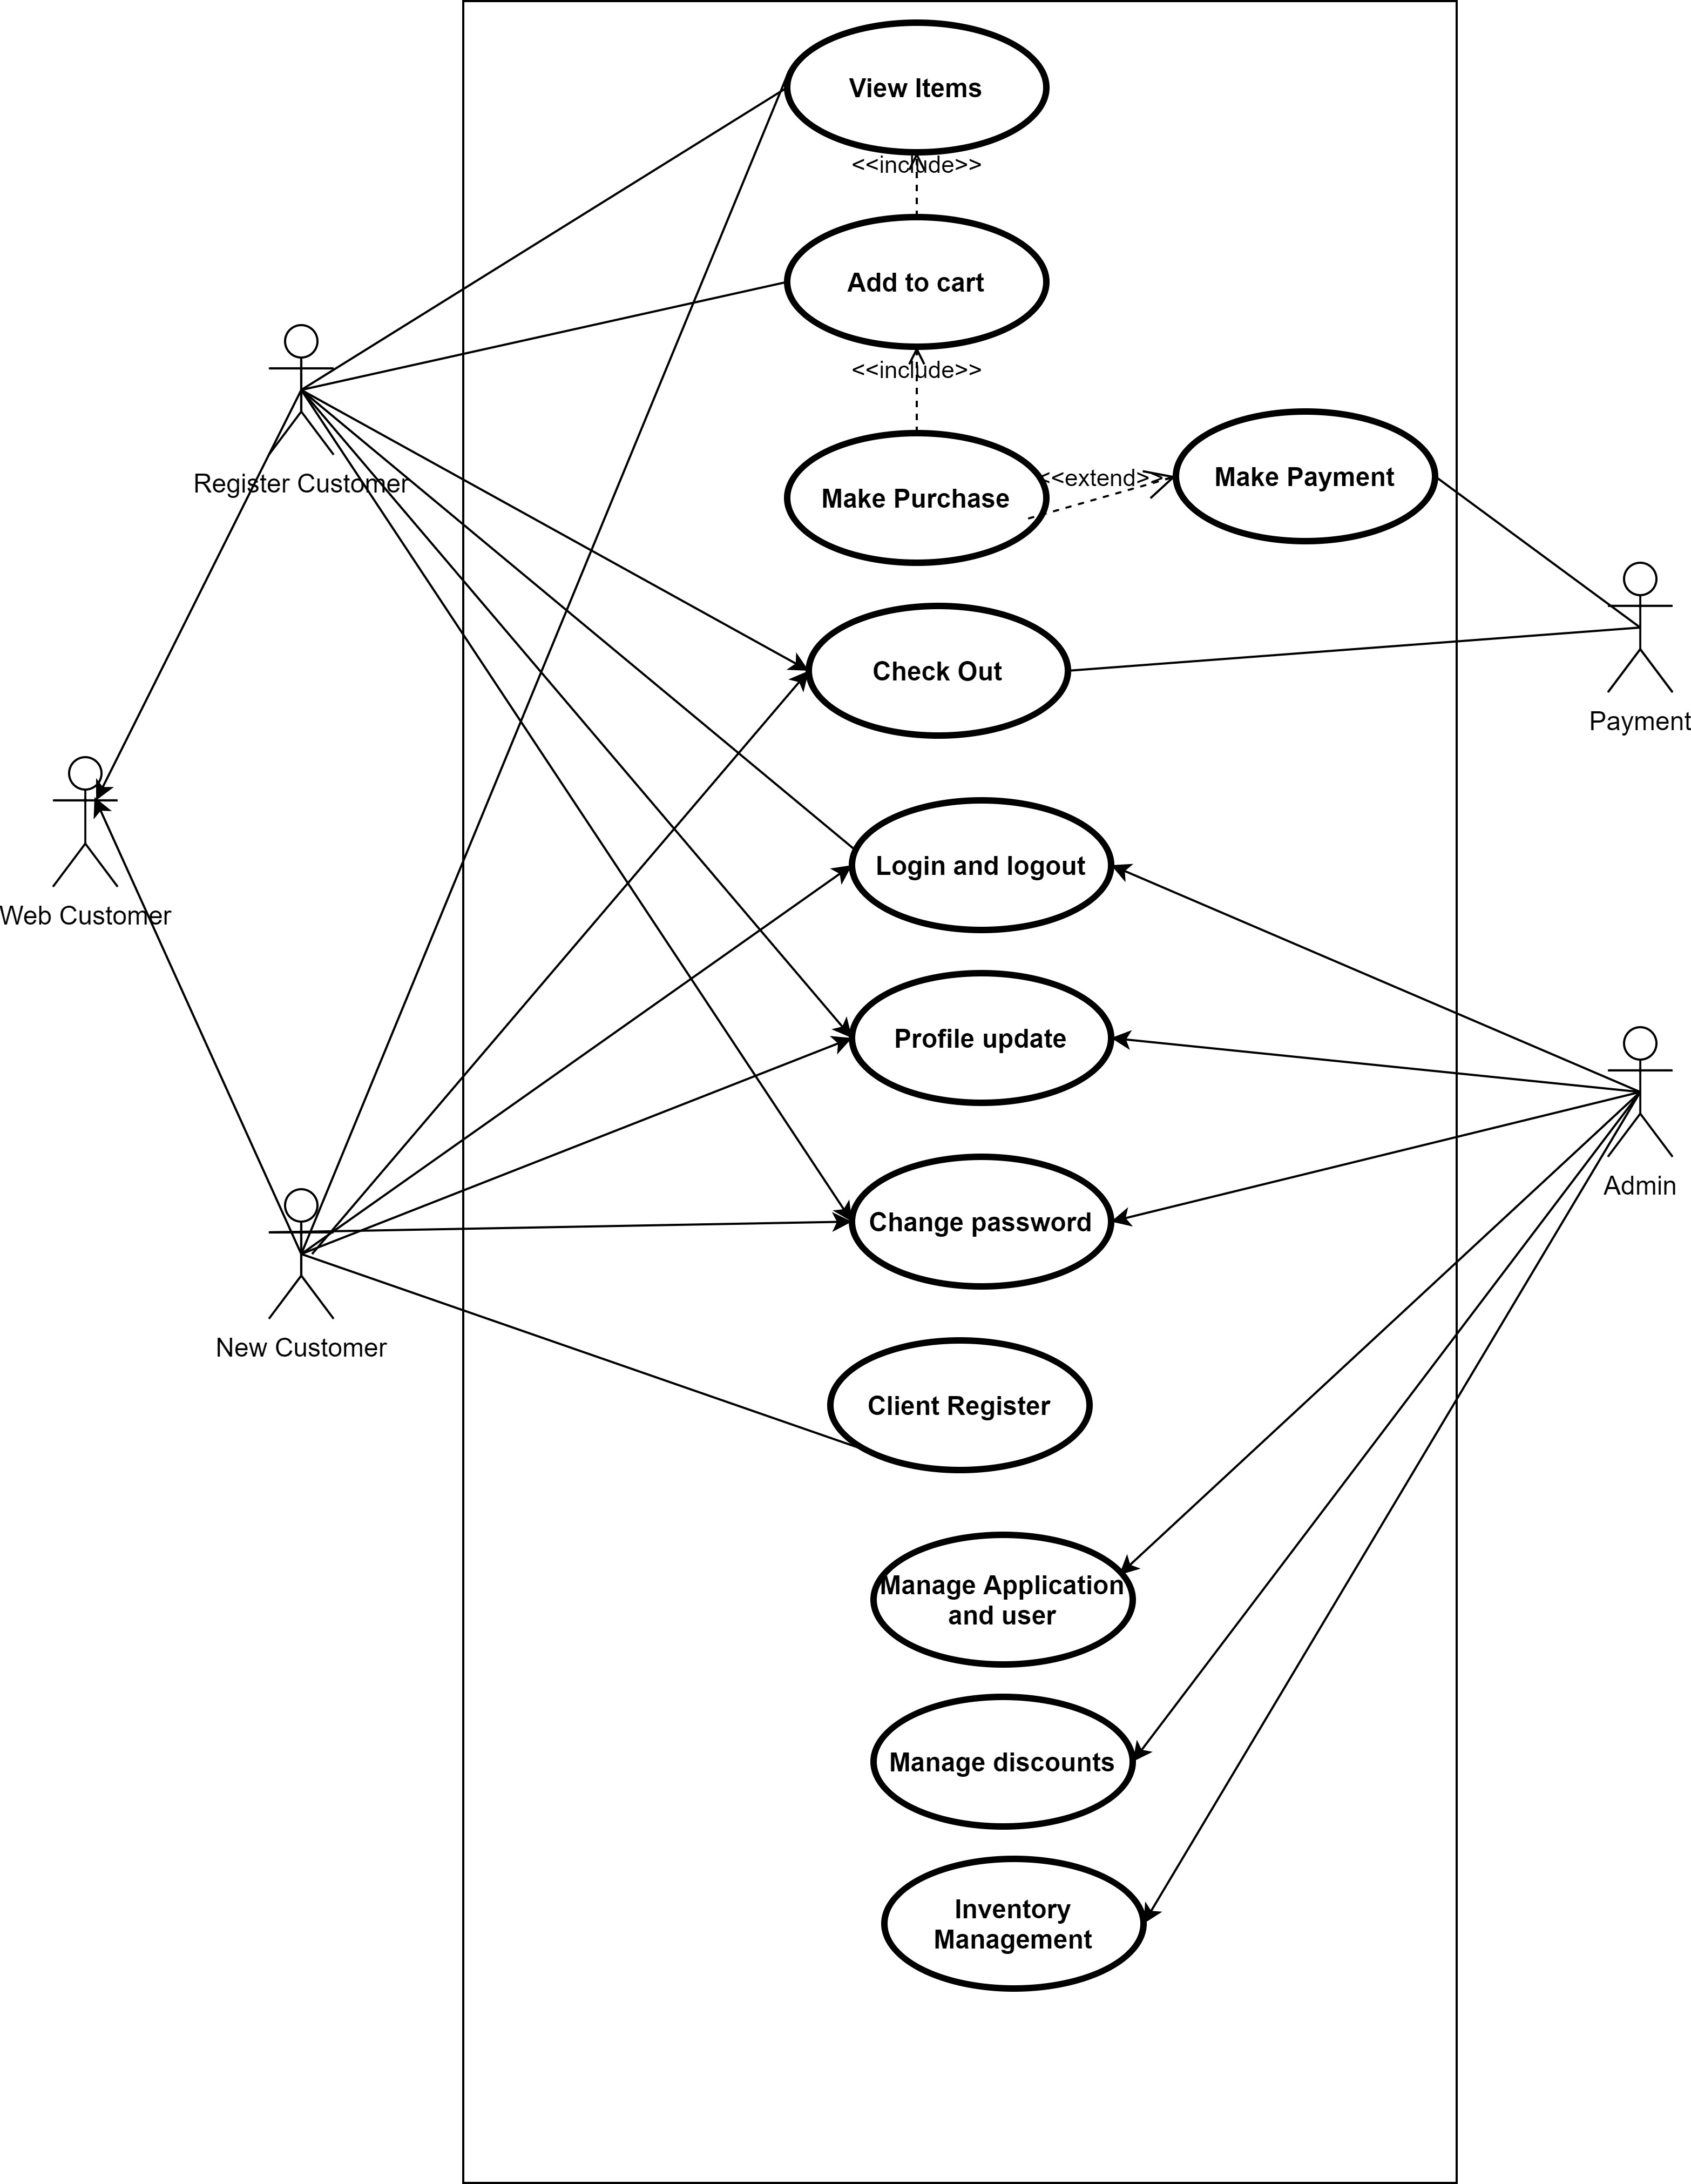 View Items
<<include>>
Add to cart
<<include>>
Register Customer
Make Purchase
<<extend>>
Make Payment
Check Out
Payment
Login and logout
Web Customer
Profile update
Admin
Change password
New Customer
Client Register
Manage Application
and user
Manage discounts
Inventory
Management